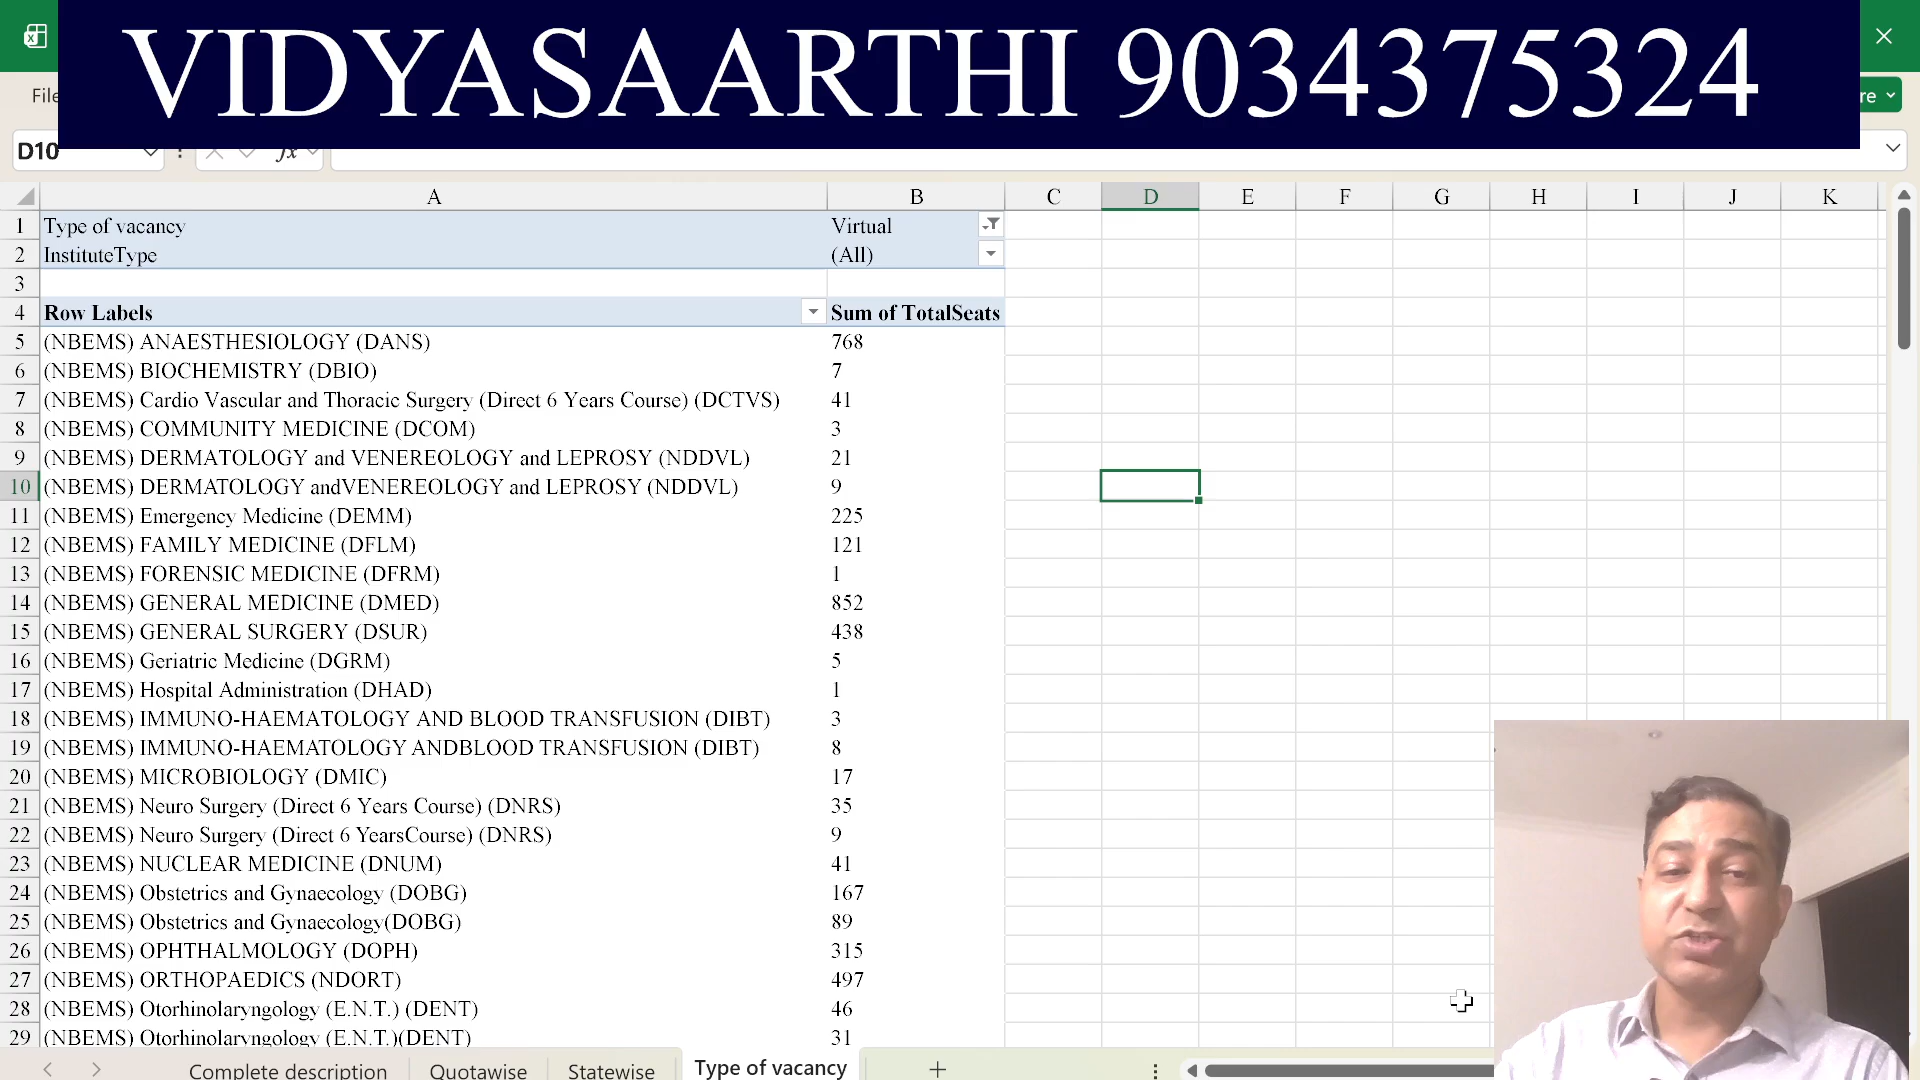 VIDYASAARTHI 9034375324
File
re
D10
fx
A B C D E F G H I J K
1 Type of vacancy Virtual
2 InstituteType (All)
3
4 Row Labels Sum of TotalSeats
5 (NBEMS) ANAESTHESIOLOGY (DANS) 768
6 (NBEMS) BIOCHEMISTRY (DBIO) 7
7 (NBEMS) Cardio Vascular and Thoracic Surgery (Direct 6 Years Course) (DCTVS) 41
8 (NBEMS) COMMUNITY MEDICINE (DCOM) 3
9 (NBEMS) DERMATOLOGY and VENEREOLOGY and LEPROSY (NDDVL) 21
10 (NBEMS) DERMATOLOGY andVENEREOLOGY and LEPROSY (NDDVL) 9
11 (NBEMS) Emergency Medicine (DEMM) 225
12 (NBEMS) FAMILY MEDICINE (DFLM) 121
13 (NBEMS) FORENSIC MEDICINE (DFRM) 1
14 (NBEMS) GENERAL MEDICINE (DMED) 852
15 (NBEMS) GENERAL SURGERY (DSUR) 438
16 (NBEMS) Geriatric Medicine (DGRM) 5
17 (NBEMS) Hospital Administration (DHAD) 1
18 (NBEMS) IMMUNO-HAEMATOLOGY AND BLOOD TRANSFUSION (DIBT) 3
19 (NBEMS) IMMUNO-HAEMATOLOGY ANDBLOOD TRANSFUSION (DIBT) 8
20 (NBEMS) MICROBIOLOGY (DMIC) 17
21 (NBEMS) Neuro Surgery (Direct 6 Years Course) (DNRS) 35
22 (NBEMS) Neuro Surgery (Direct 6 YearsCourse) (DNRS) 9
23 (NBEMS) NUCLEAR MEDICINE (DNUM) 41
24 (NBEMS) Obstetrics and Gynaecology (DOBG) 167
25 (NBEMS) Obstetrics and Gynaecology(DOBG) 89
26 (NBEMS) OPHTHALMOLOGY (DOPH) 315
27 (NBEMS) ORTHOPAEDICS (NDORT) 497
28 (NBEMS) Otorhinolaryngology (E.N.T.) (DENT) 46
29 (NBEMS) Otorhinolaryngology (E.N.T.)(DENT) 31
Complete description Quotawise Statewise Type of vacancy